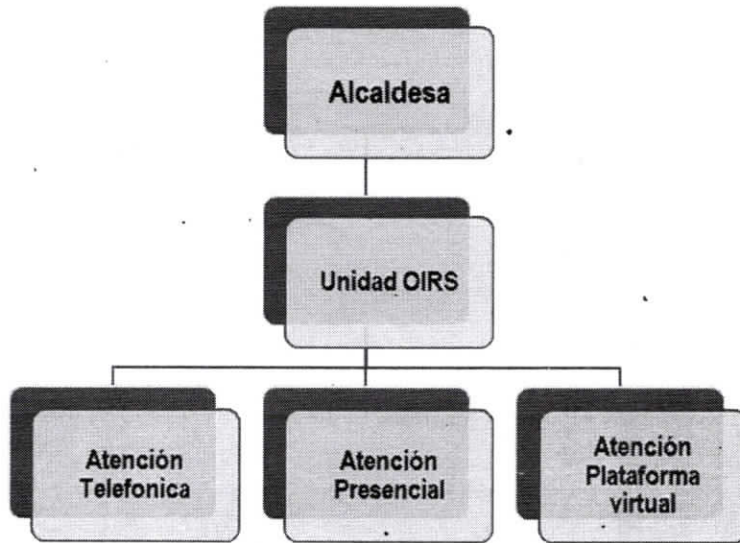 Alcaldesa
Unidad OIRS
Atención
Telefonica
Atención
Presencial
Atención
Plataforma
virtual